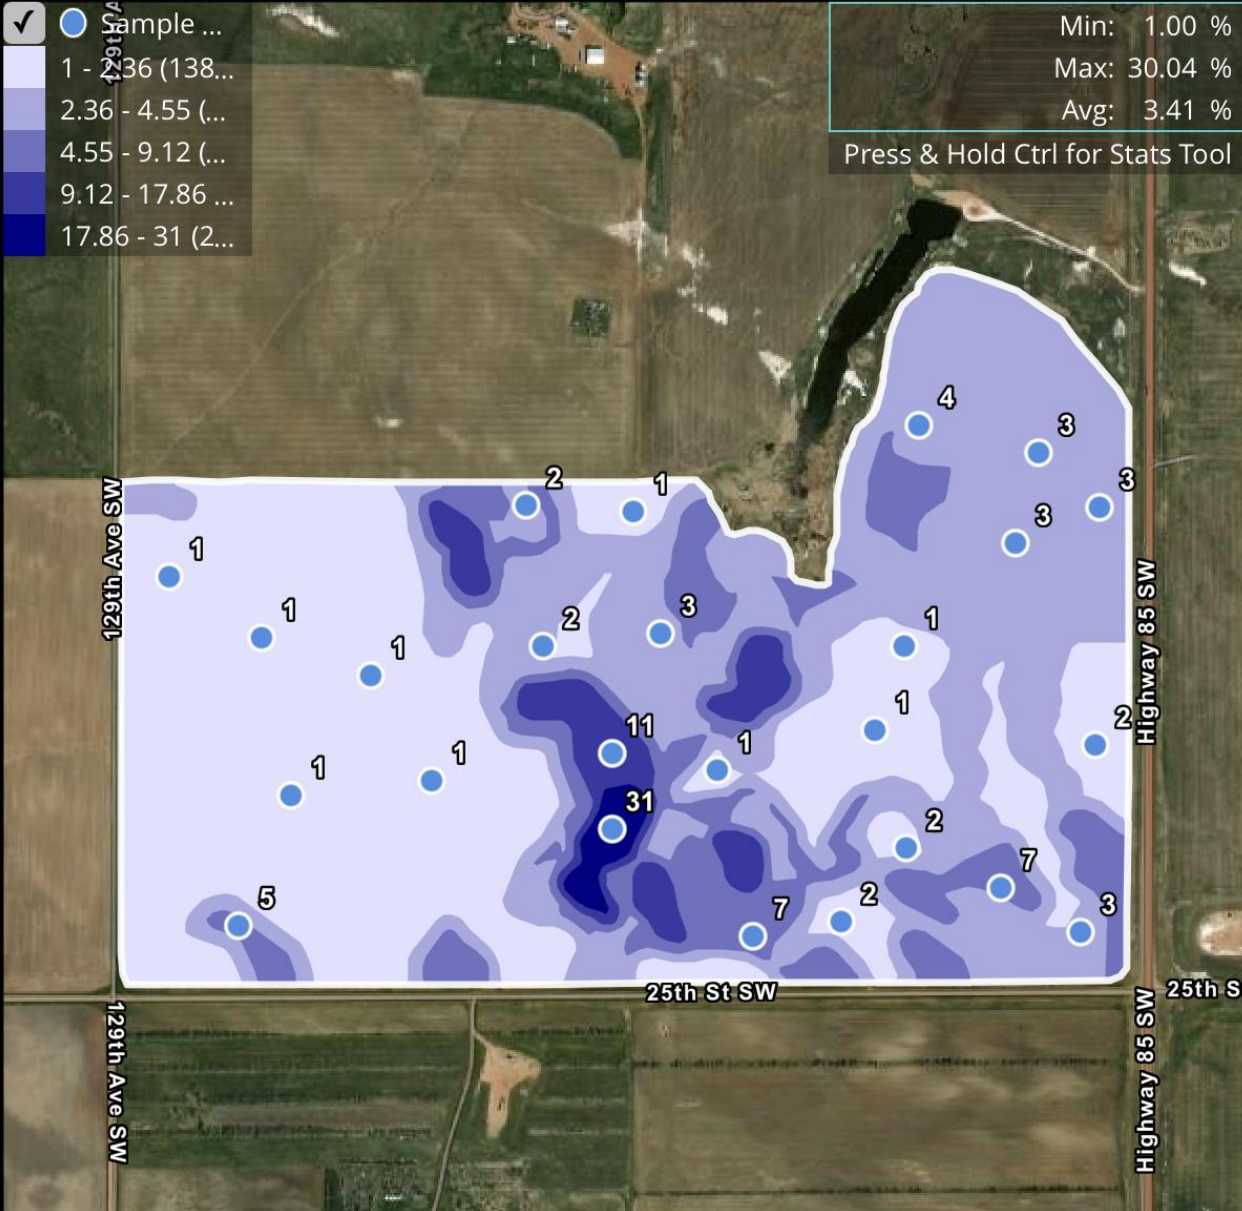 ✓ Sample ...
1 - 2.36 (138...
2.36 - 4.55 (...
4.55 - 9.12 (...
9.12 - 17.86 ...
17.86 - 31 (2...
Min: 1.00 %
Max: 30.04 %
Avg: 3.41 %
Press & Hold Ctrl for Stats Tool
129th A
4
3
3
3
2
1
129th Ave SW
1
1
2
3
1
1
Highway 85 SW
1
2
11
1
1
1
31
2
7
5
7
2
3
25th St SW
25th S
129th Ave SW
Highway 85 SW